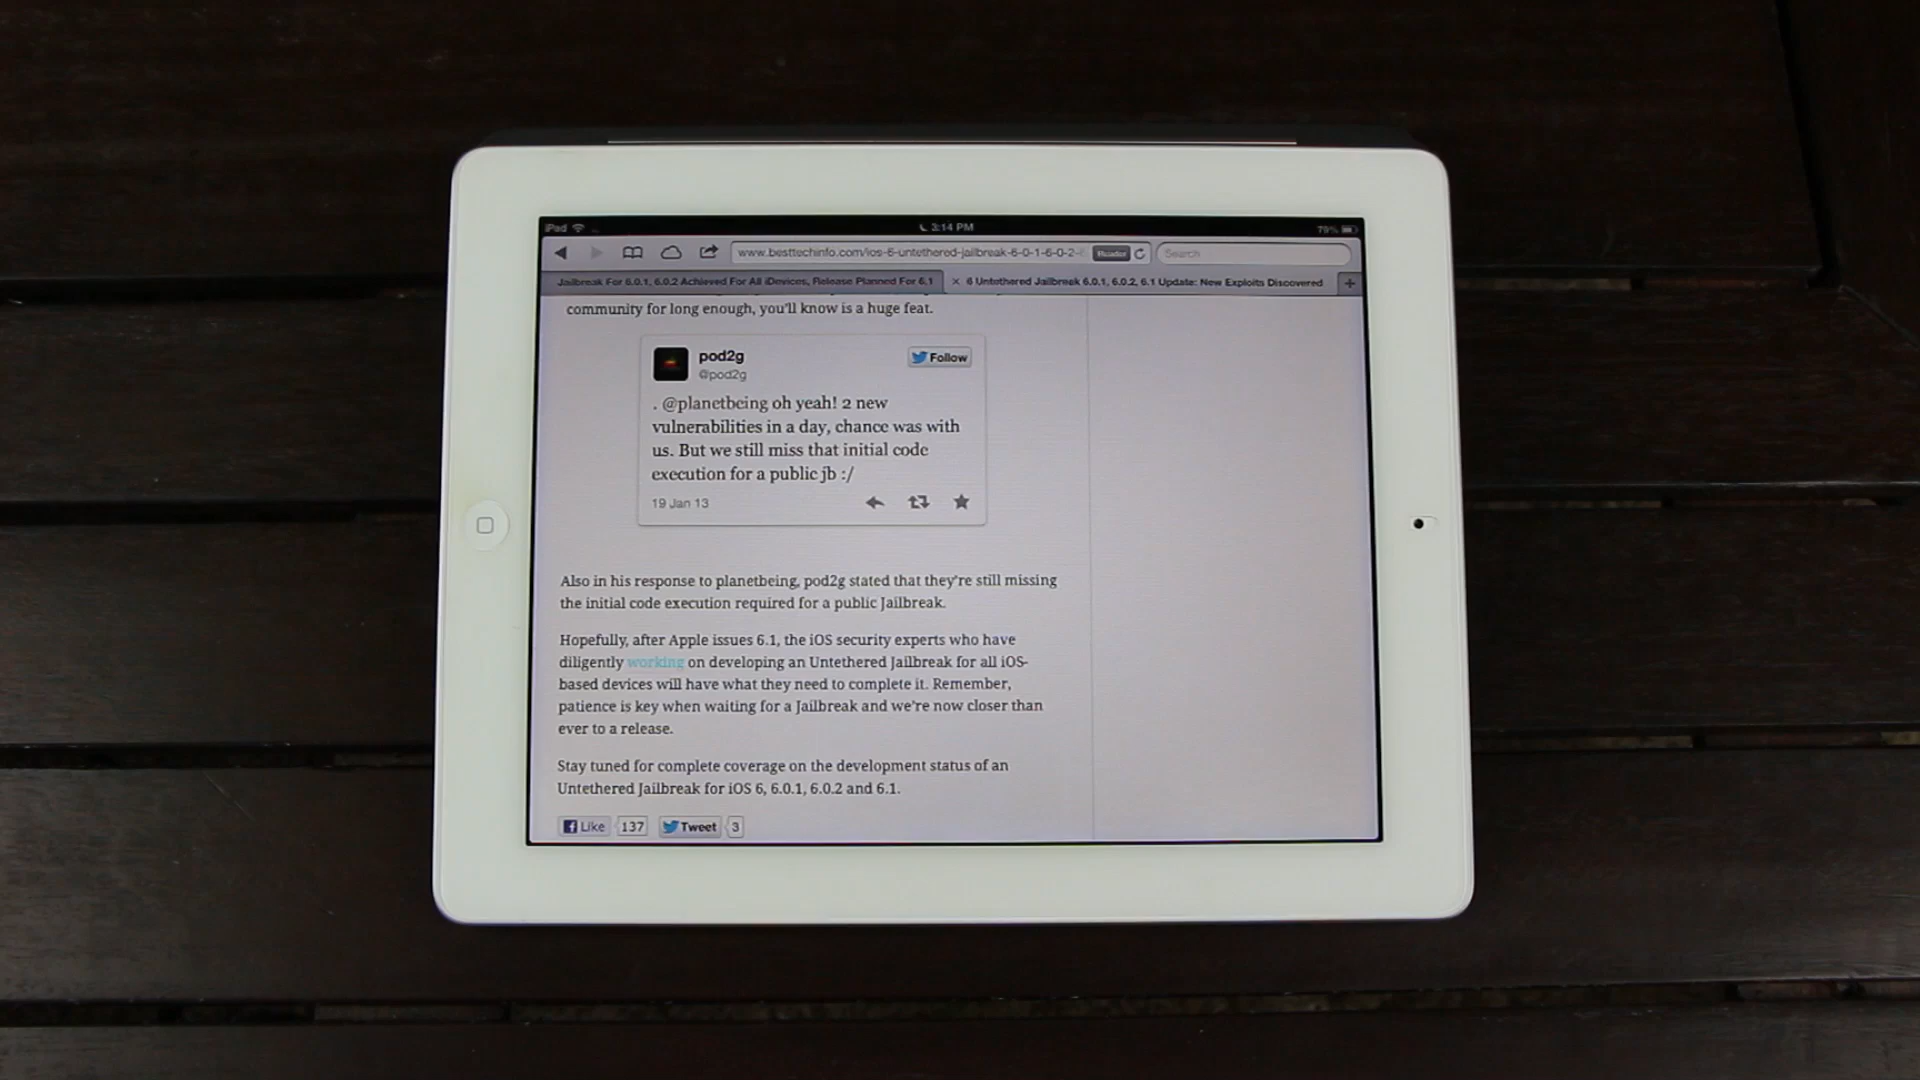 iPad
3:14 PM
79%
www.besttechinfo.com/ios-6-untethered-jailbreak-6-0-1-6-0-2-
Reader
Search
Jailbreak For 6.0.1, 6.0.2 Achieved For All iDevices, Release Planned For 6.1
6 Untethered Jailbreak 6.0.1, 6.0.2, 6.1 Update: New Exploits Discovered
community for long enough, you'll know is a huge feat.
pod2g
@pod2g
Follow
. @planetbeing oh yeah! 2 new
vulnerabilities in a day, chance was with
us. But we still miss that initial code
execution for a public jb :/
19 Jan 13
Also in his response to planetbeing, pod2g stated that they're still missing
the initial code execution required for a public Jailbreak.
Hopefully, after Apple issues 6.1, the iOS security experts who have
diligently working on developing an Untethered Jailbreak for all iOS-
based devices will have what they need to complete it. Remember,
patience is key when waiting for a Jailbreak and we're now closer than
ever to a release.
Stay tuned for complete coverage on the development status of an
Untethered Jailbreak for iOS 6, 6.0.1, 6.0.2 and 6.1.
Like 137 Tweet 3